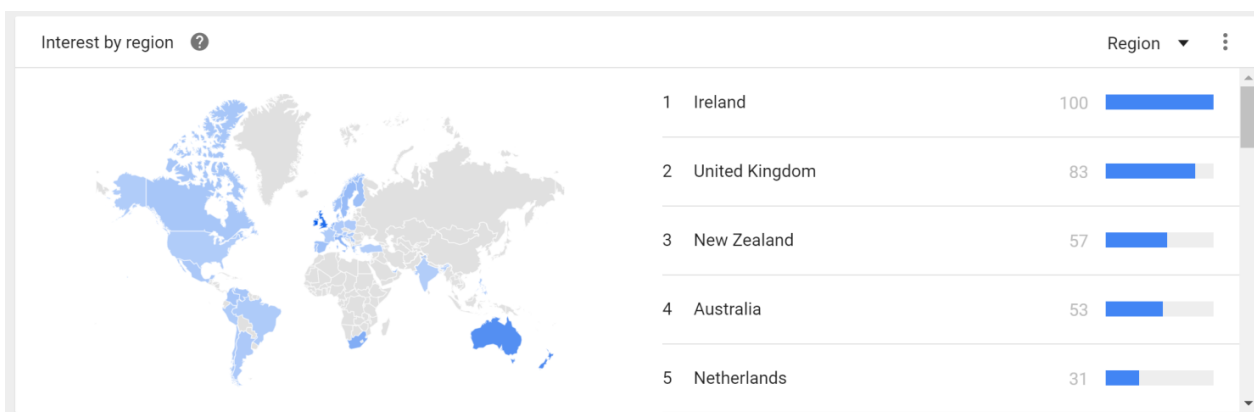 Interest by region
Region
1 Ireland 100
2 United Kingdom 83
3 New Zealand 57
4 Australia 53
5 Netherlands 31